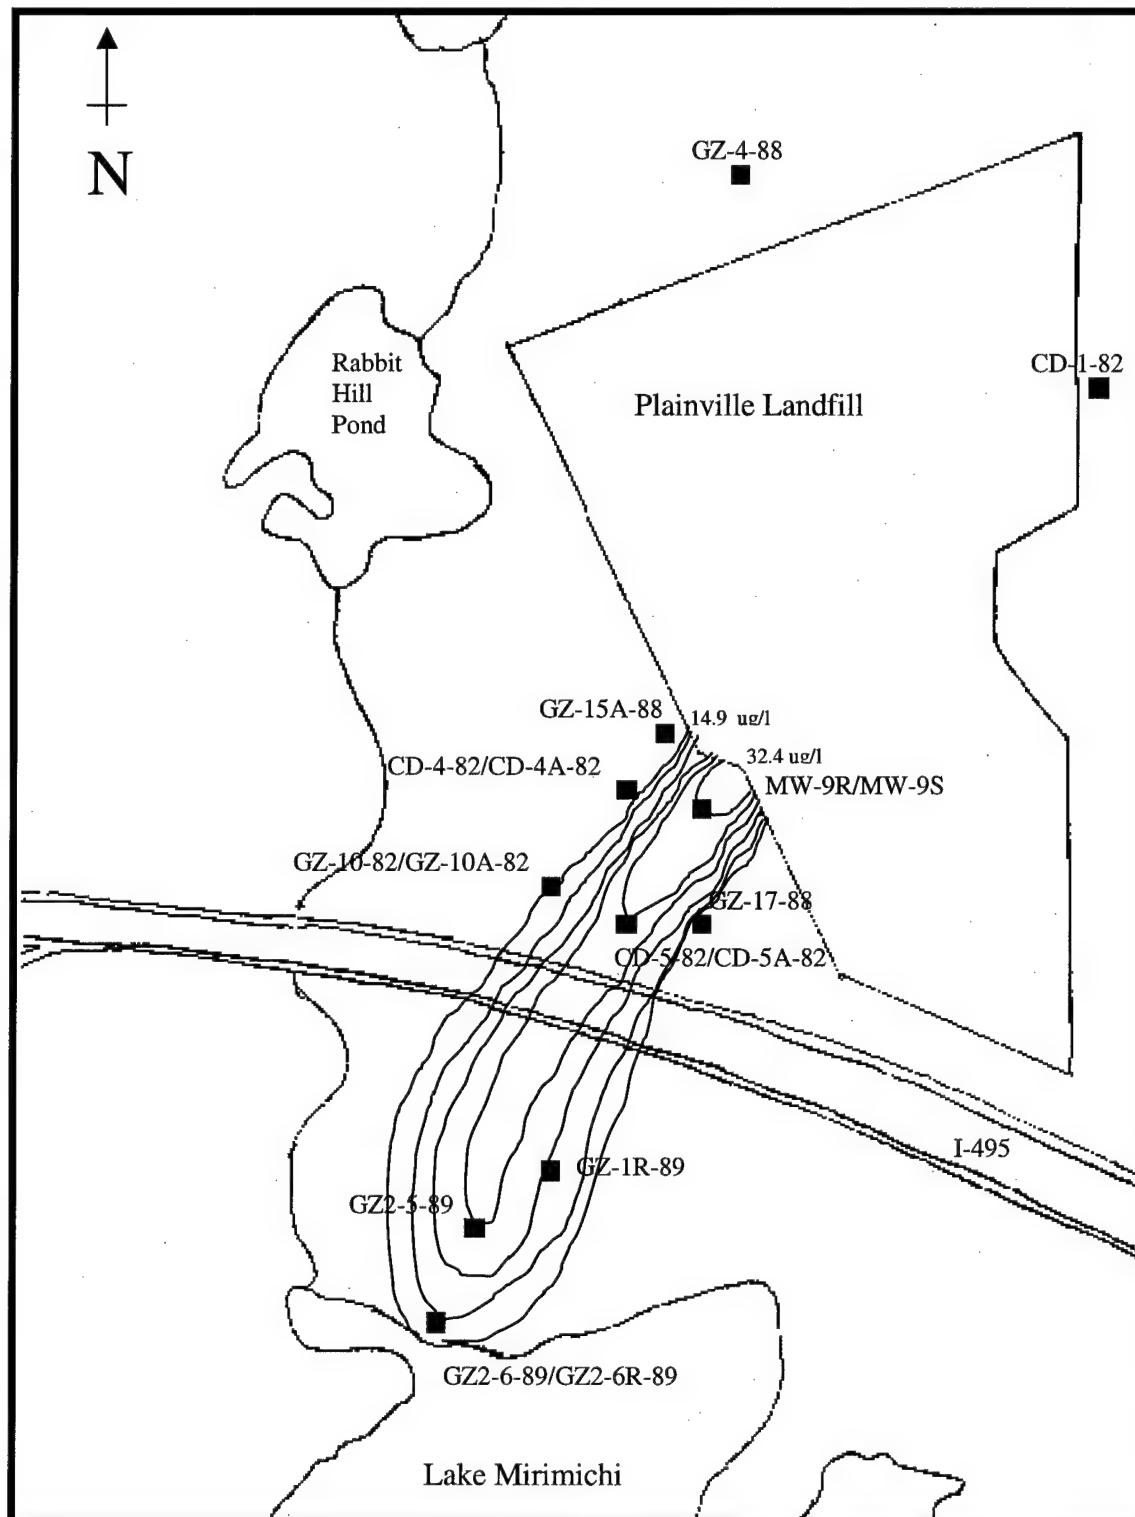 GZ-4-88
N
CD-1-82
Rabbit
Hill
Pond
Plainville Landfill
GZ-15A-88
14.9 ug/l
CD-4-82/CD-4A-82
32.4 ug/l
MW-9R/MW-9S
GZ-10-82/GZ-10A-82
GZ-17-88
CD-5-82/CD-5A-82
I-495
GZ-1R-89
GZ2-5-89
GZ2-6-89/GZ2-6R-89
Lake Mirimichi